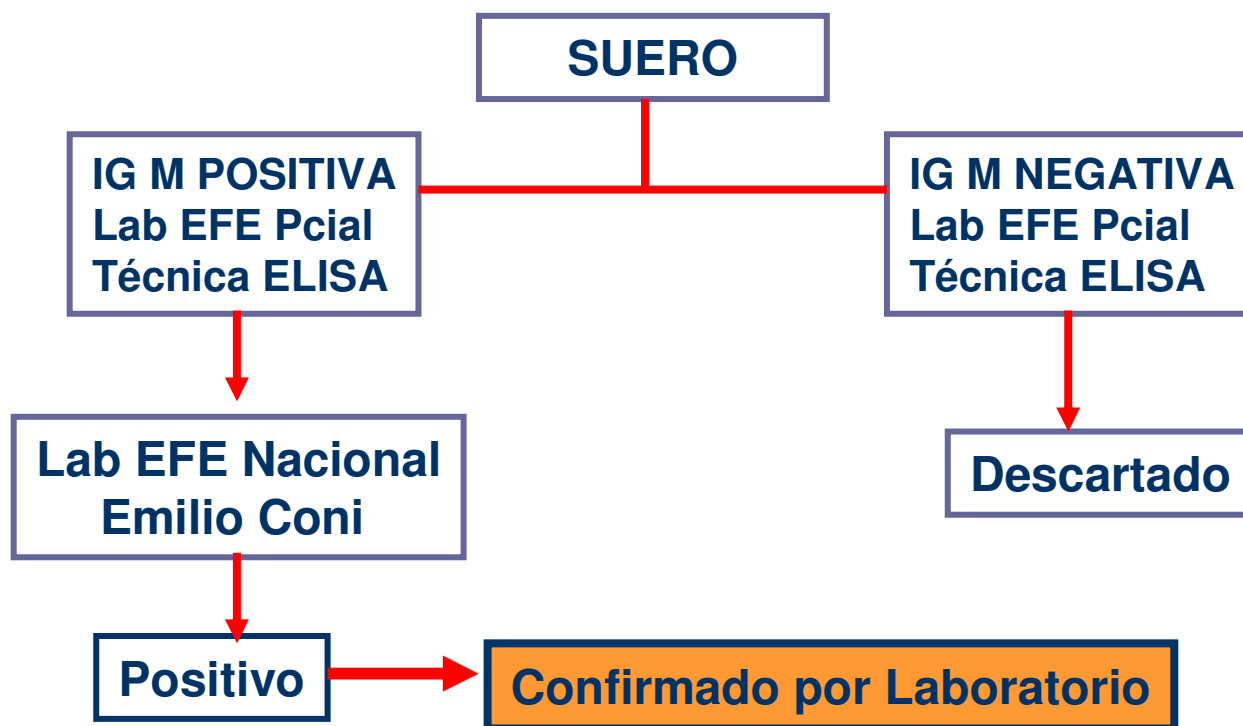 SUERO
IG M POSITIVA
Lab EFE Pcial
Técnica ELISA
IG M NEGATIVA
Lab EFE Pcial
Técnica ELISA
Lab EFE Nacional
Emilio Coni
Descartado
Positivo
Confirmado por Laboratorio